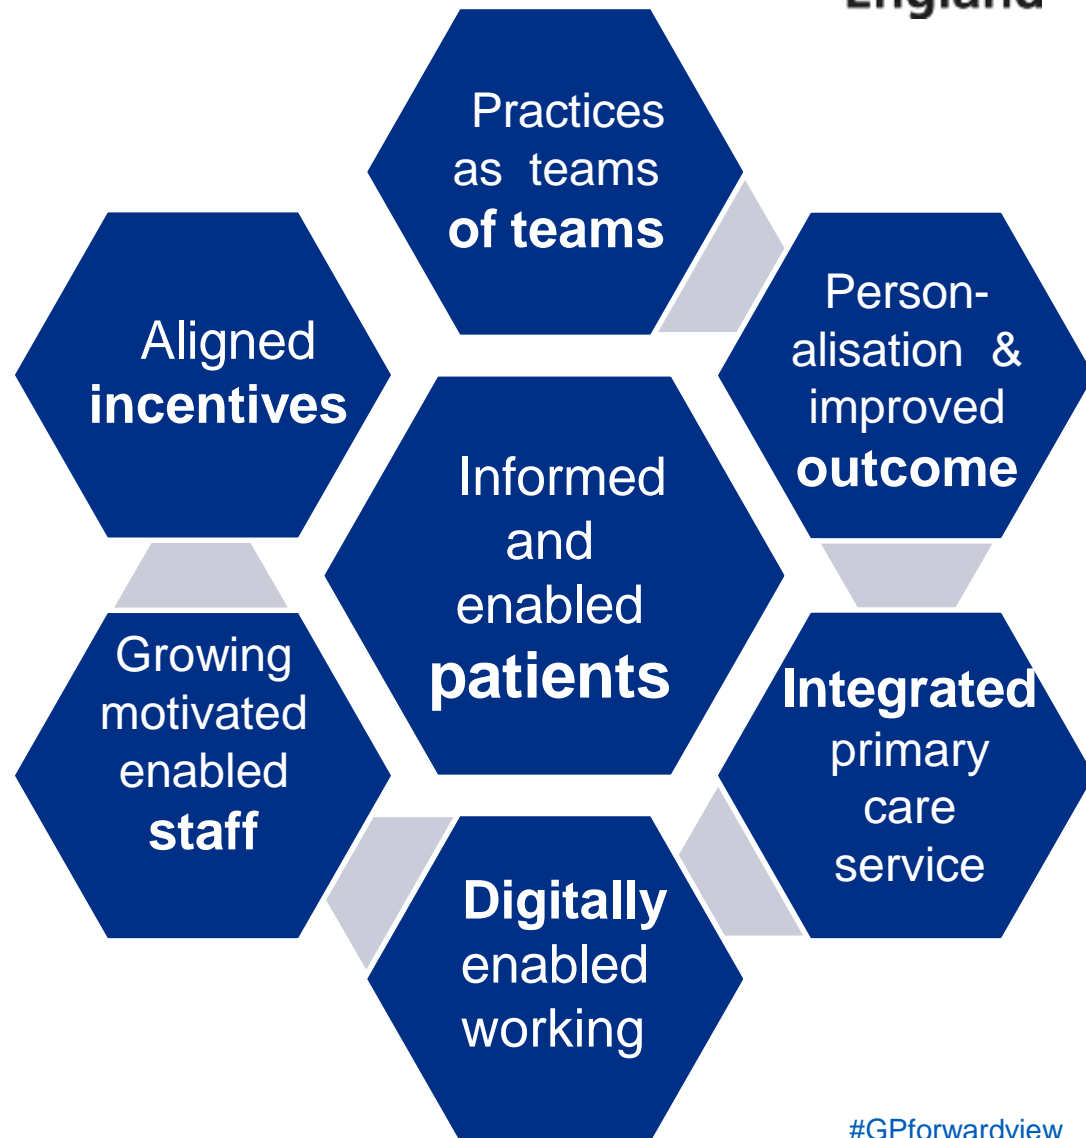 England
Practices
as teams
of teams
Person-
alisation &
improved
outcome
Integrated
primary
care
service
Digitally
enabled
working
Growing
motivated
enabled
staff
Aligned
incentives
Informed
and
enabled
patients
#GPforwardview